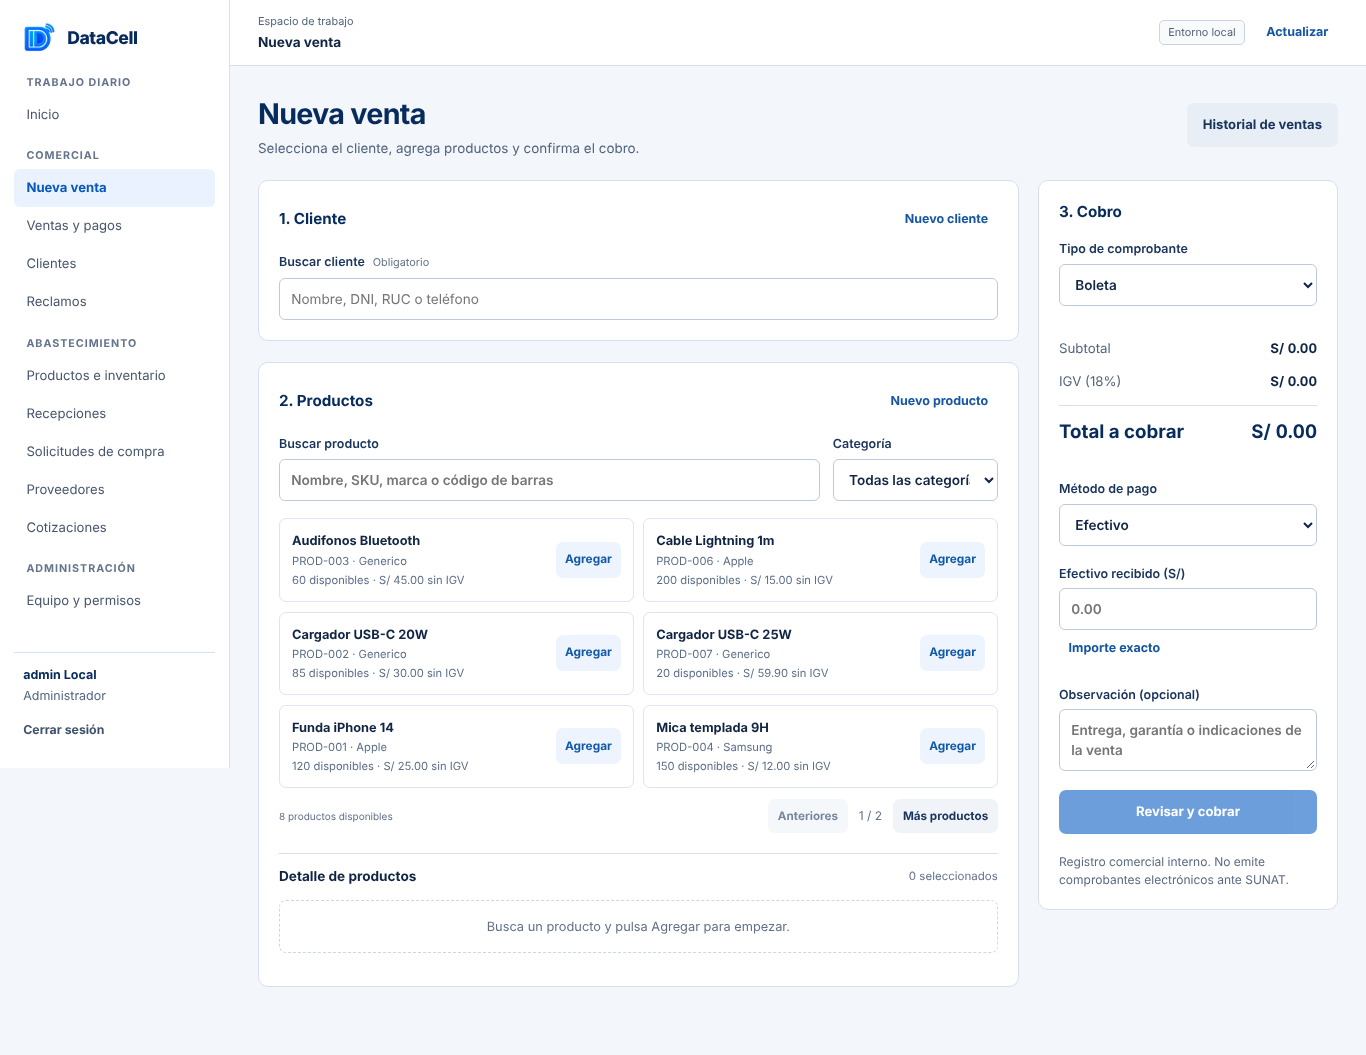 DataCell
TRABAJO DIARIO
Inicio
COMERCIAL
Nueva venta
Ventas y pagos
Clientes
Reclamos
ABASTECIMIENTO
Productos e inventario
Recepciones
Solicitudes de compra
Proveedores
Cotizaciones
ADMINISTRACIÓN
Equipo y permisos
admin Local
Administrador
Cerrar sesión
Espacio de trabajo
Nueva venta
Entorno local
Actualizar
Nueva venta
Selecciona el cliente, agrega productos y confirma el cobro.
Historial de ventas
1. Cliente
Nuevo cliente
Buscar cliente Obligatorio
Nombre, DNI, RUC o teléfono
2. Productos
Nuevo producto
Buscar producto
Categoría
Nombre, SKU, marca o código de barras
Todas las categorí
Audifonos Bluetooth
PROD-003 · Generico
60 disponibles · S/ 45.00 sin IGV
Agregar
Cable Lightning 1m
PROD-006 · Apple
200 disponibles · S/ 15.00 sin IGV
Agregar
Cargador USB-C 20W
PROD-002 · Generico
85 disponibles · S/ 30.00 sin IGV
Agregar
Cargador USB-C 25W
PROD-007 · Generico
20 disponibles · S/ 59.90 sin IGV
Agregar
Funda iPhone 14
PROD-001 · Apple
120 disponibles · S/ 25.00 sin IGV
Agregar
Mica templada 9H
PROD-004 · Samsung
150 disponibles · S/ 12.00 sin IGV
Agregar
8 productos disponibles
Anteriores
1 / 2
Más productos
Detalle de productos
0 seleccionados
Busca un producto y pulsa Agregar para empezar.
3. Cobro
Tipo de comprobante
Boleta
Subtotal S/ 0.00
IGV (18%) S/ 0.00
Total a cobrar S/ 0.00
Método de pago
Efectivo
Efectivo recibido (S/)
0.00
Importe exacto
Observación (opcional)
Entrega, garantía o indicaciones de
la venta
Revisar y cobrar
Registro comercial interno. No emite
comprobantes electrónicos ante SUNAT.